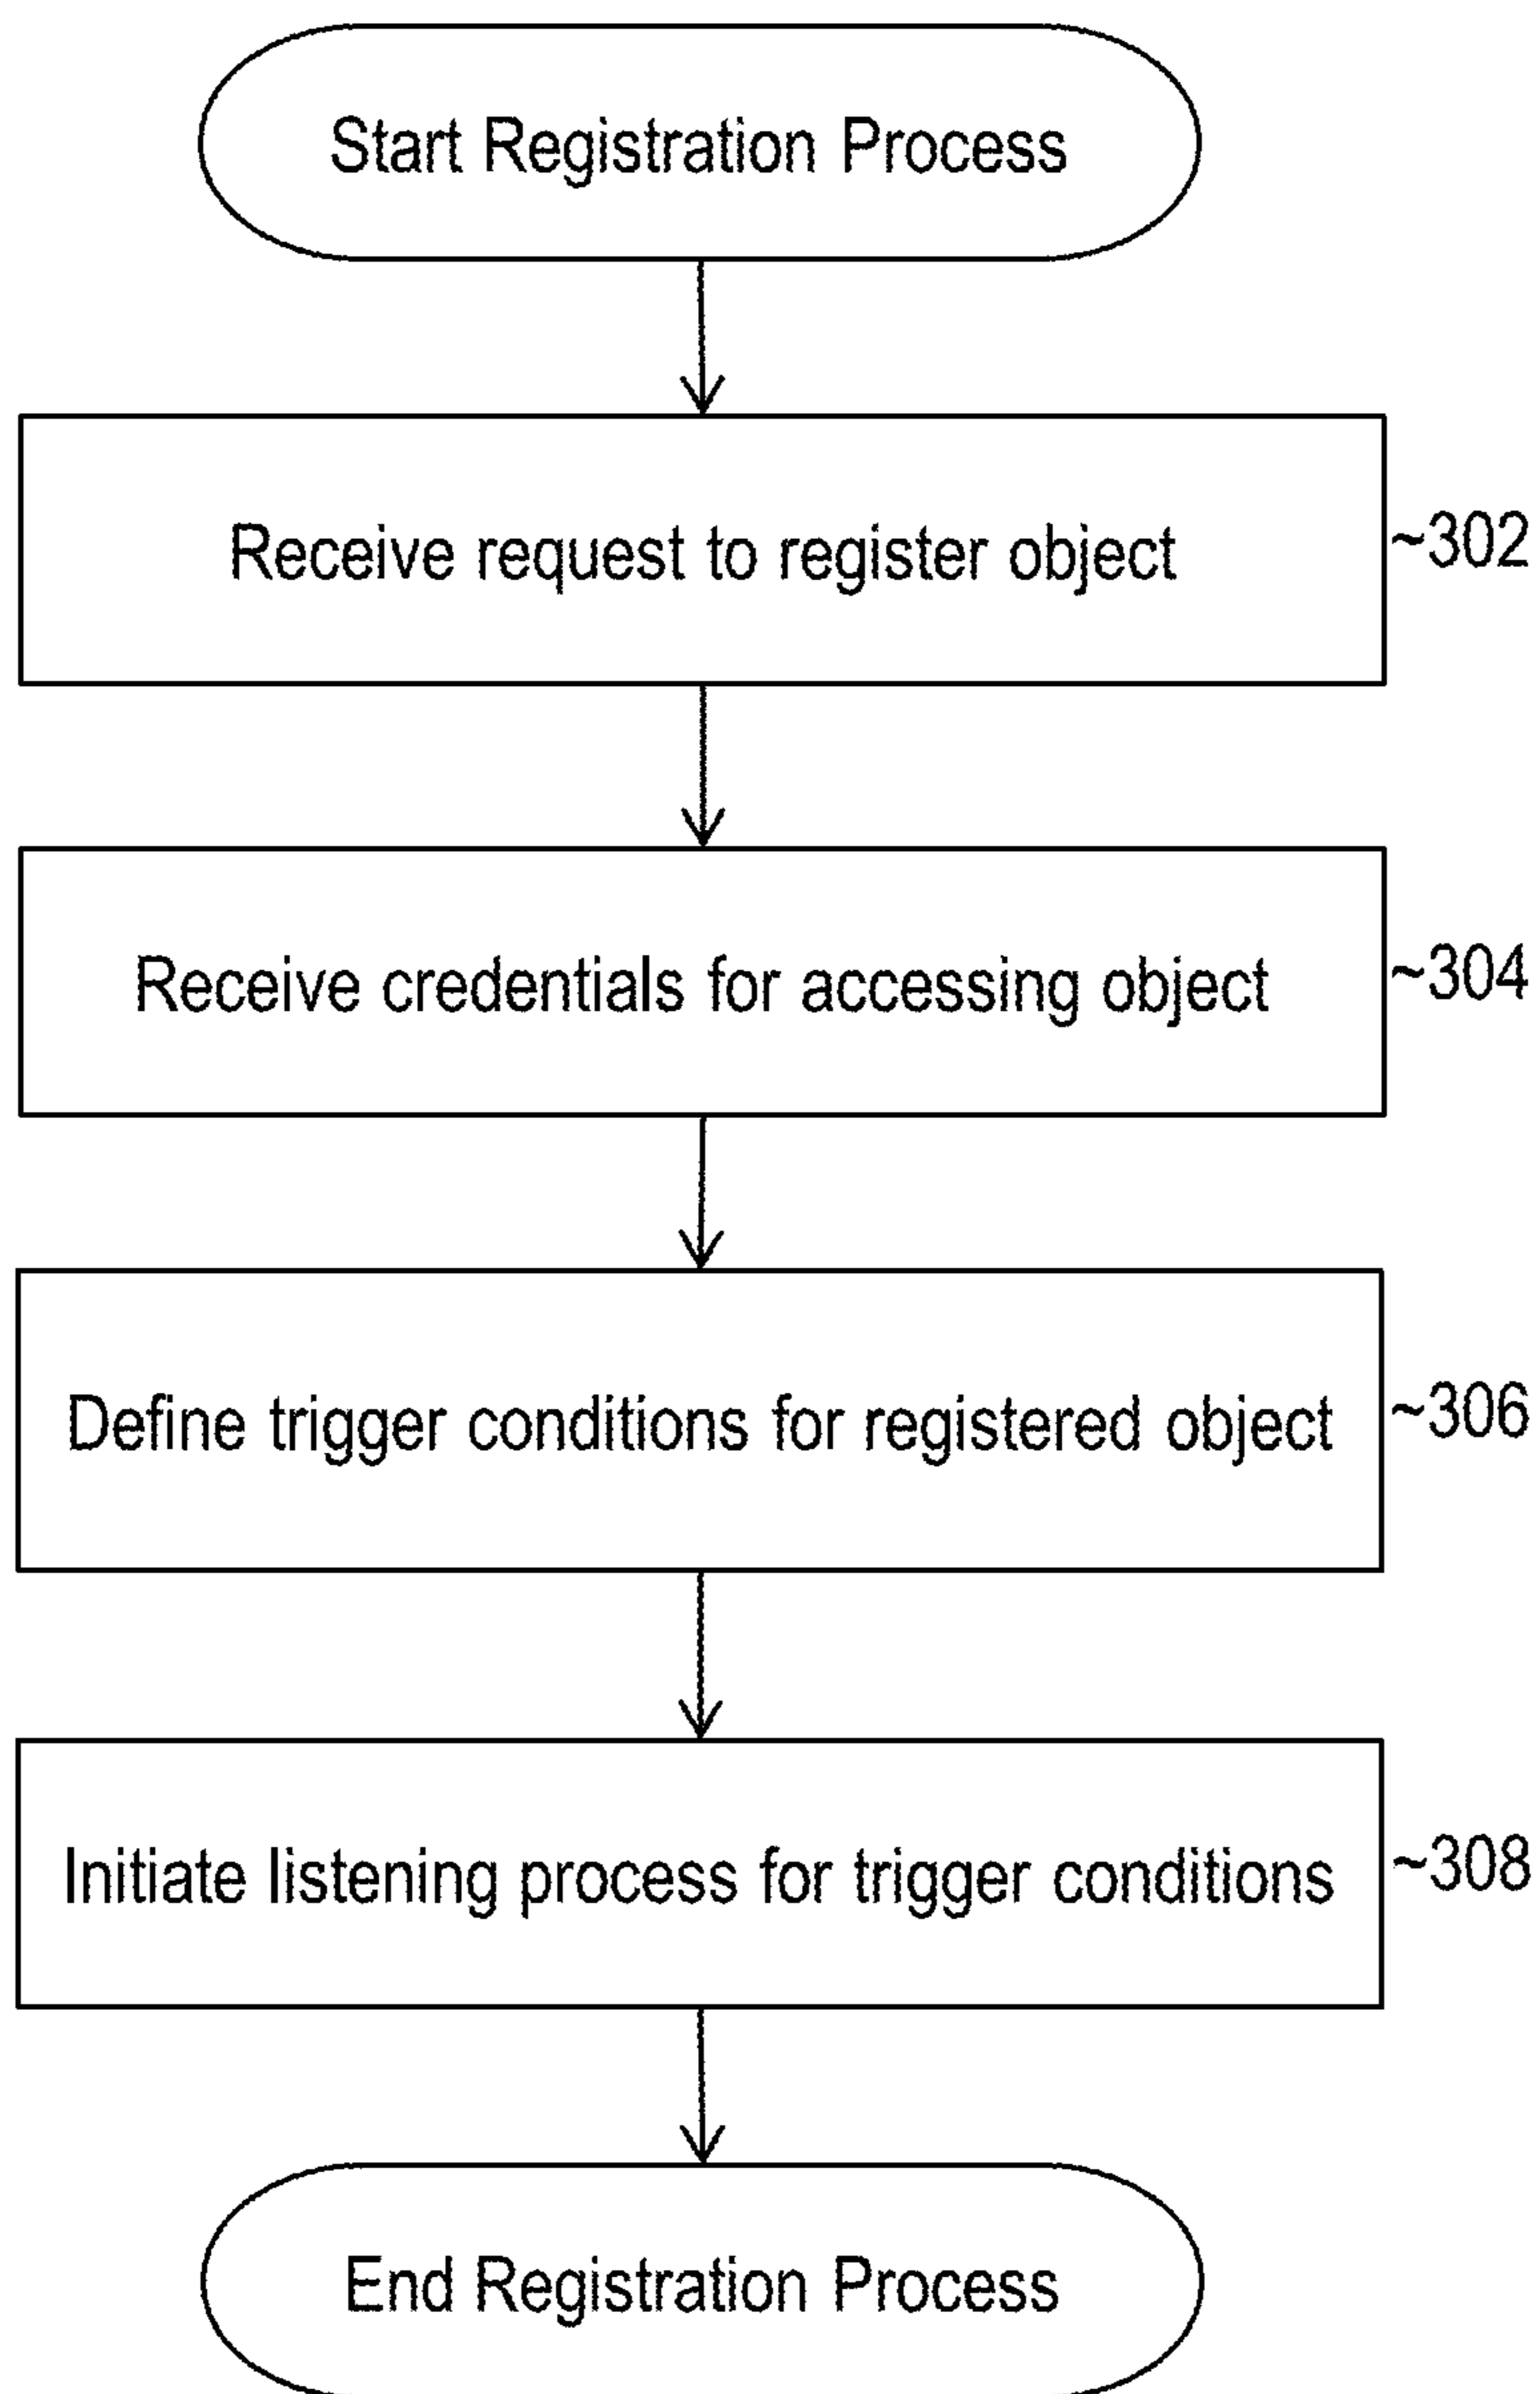 Start Registration Process
Receive request to register object
~302
Receive credentials for accessing object
~304
Define trigger conditions for registered object
~306
Initiate listening process for trigger conditions
~308
End Registration Process